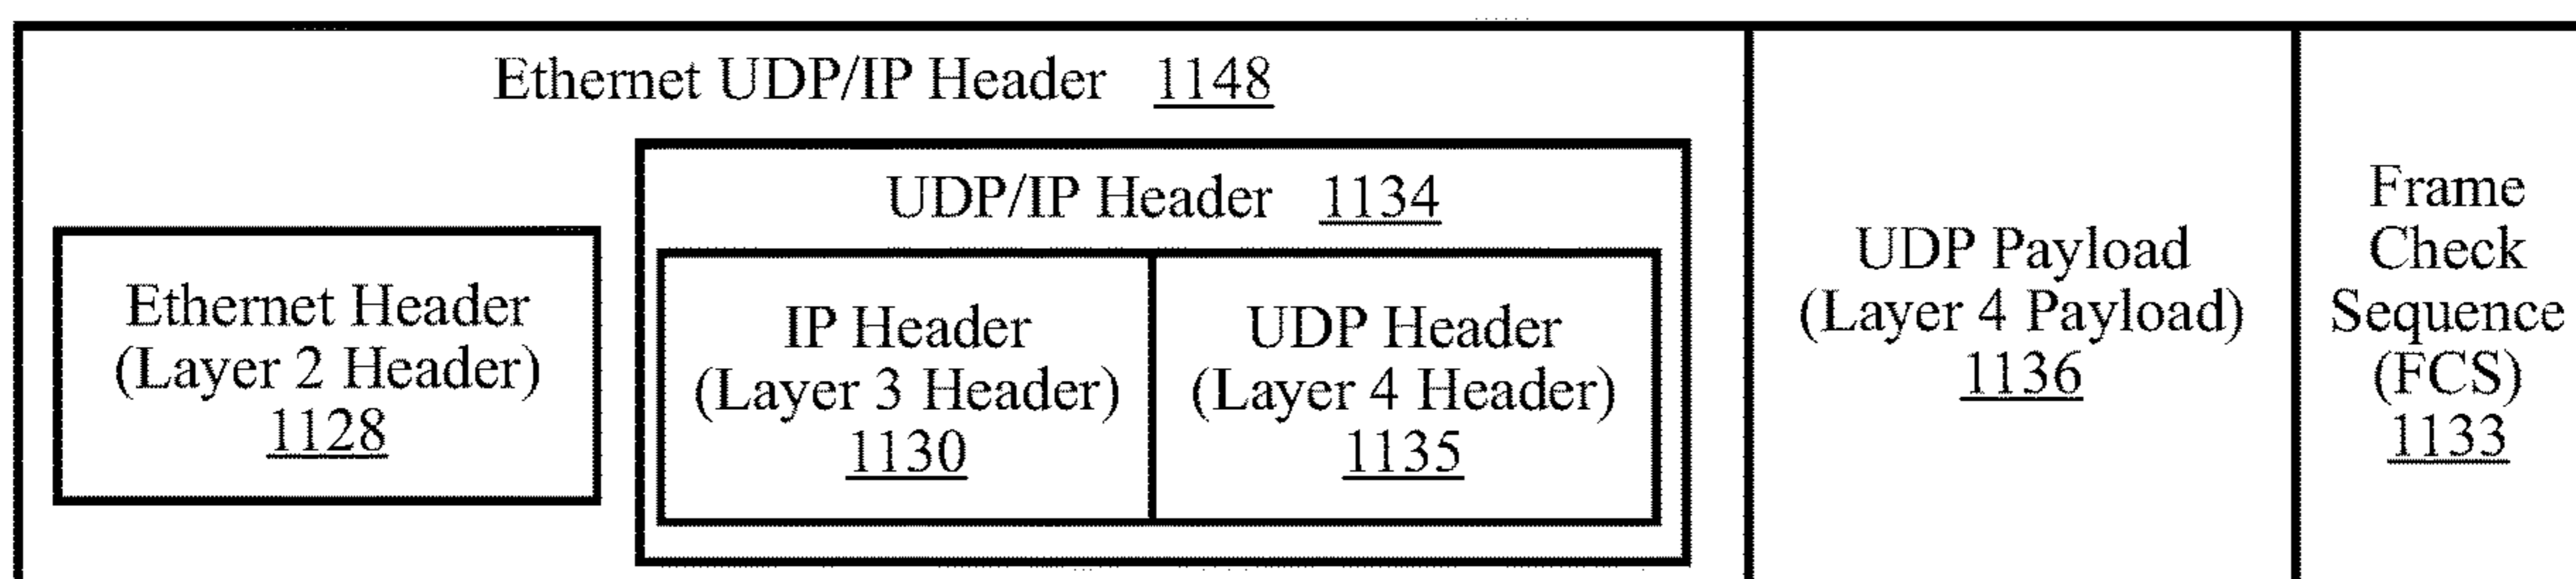 Ethernet UDP/IP Header 1148
UDP/IP Header 1134
Ethernet Header
(Layer 2 Header)
1128
IP Header
(Layer 3 Header)
1130
UDP Header
(Layer 4 Header)
1135
UDP Payload
(Layer 4 Payload)
1136
Frame
Check
Sequence
(FCS)
1133